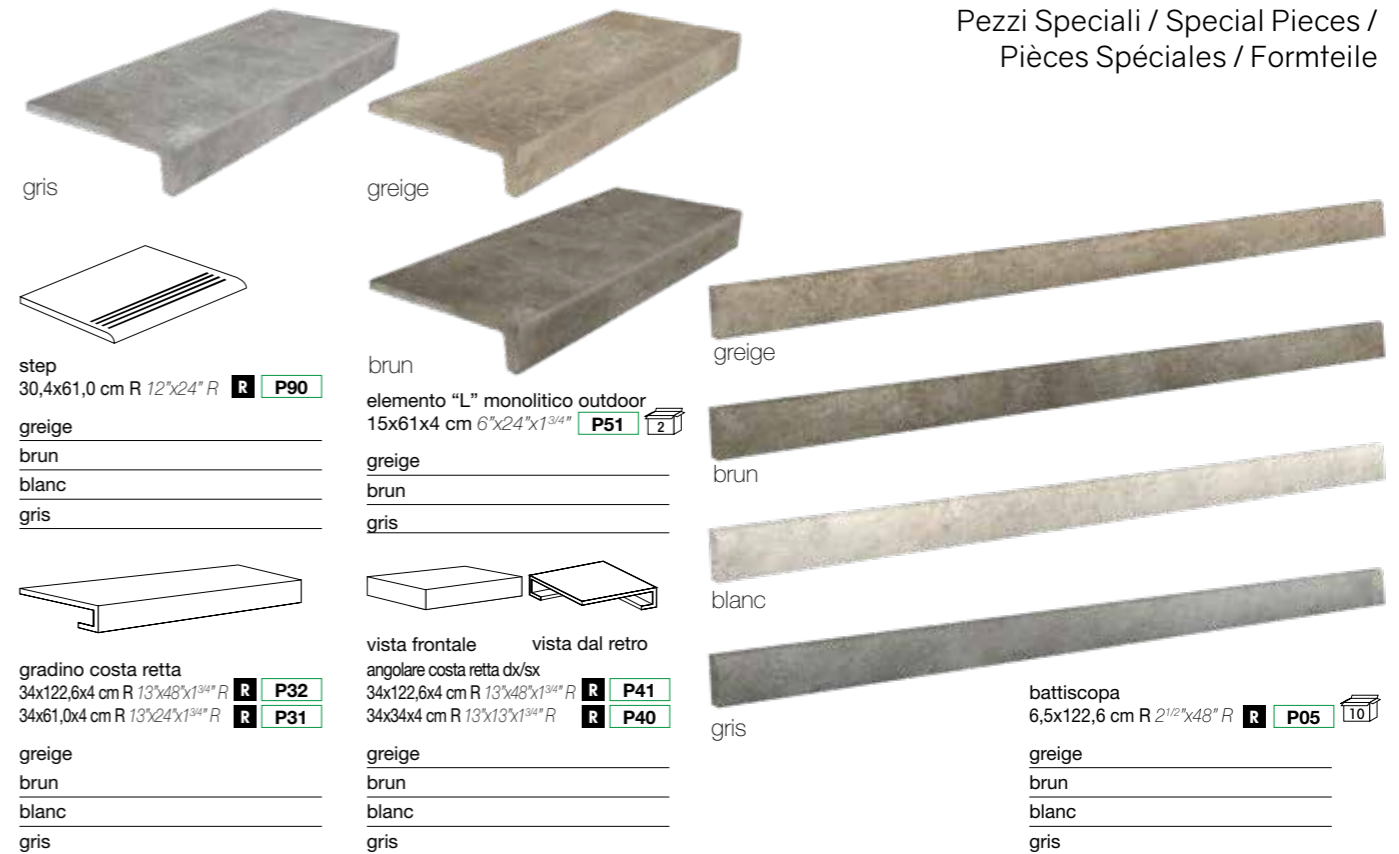 Pezzi Speciali / Special Pieces /
Pièces Spéciales / Formteile
gris
greige
brun
step
30,4x61,0 cm R 12"x24" R R P90
greige
brun
blanc
gris
elemento “L” monolitico outdoor
15x61x4 cm 6"x24"x1 3/4" P51 2
greige
brun
gris
gradino costa retta
34x122,6x4 cm R 13"x48"x1 3/4" R R P32
34x61,0x4 cm R 13"x24"x1 3/4" R R P31
greige
brun
blanc
gris
vista frontale vista dal retro
angolare costa retta dx/sx
34x122,6x4 cm R 13"x48"x1 3/4" R R P41
34x34x4 cm R 13"x13"x1 3/4" R R P40
greige
brun
blanc
gris
greige
brun
blanc
gris
battiscopa
6,5x122,6 cm R 2 1/2"x48" R R P05 10
greige
brun
blanc
gris